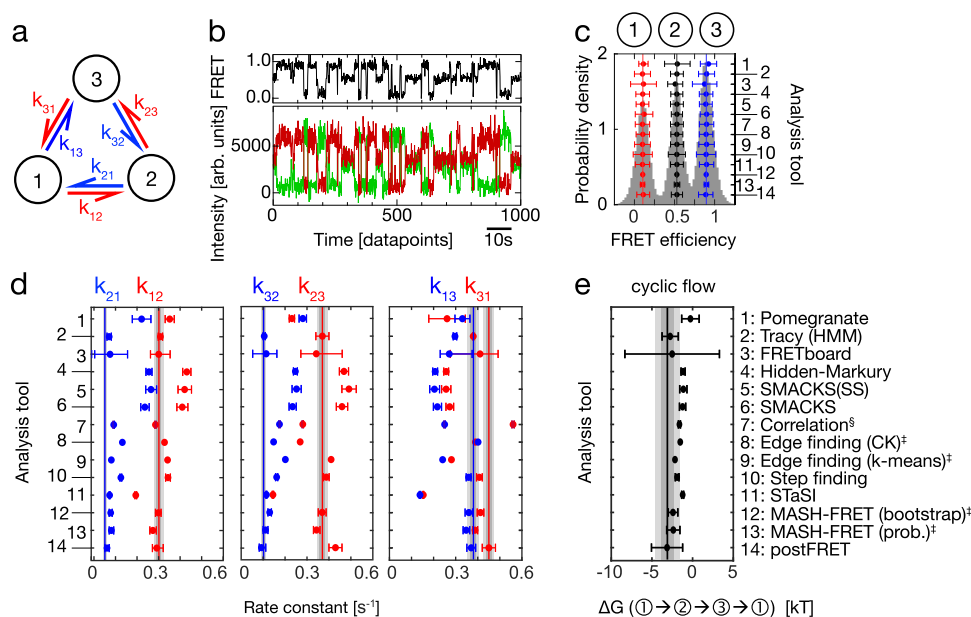 a
3
k31
k13
k23
k32
1
k21
k12
2
b
FRET
1.0
0.0
Intensity [arb. units]
5000
0
0
500
1000
Time [datapoints]
10s
c
1 2 3
Probability density
2
1
0
0 0.5 1
FRET efficiency
1
2
3
4
5
6
7
8
9
10
11
12
13
14
Analysis tool
d
k21 k12
k32 k23
k13 k31
Analysis tool
1
2
3
4
5
6
7
8
9
10
11
12
13
14
0 0.3 0.6
0 0.3 0.6
0 0.3 0.6
Rate constant [s⁻¹]
e
cyclic flow
Analysis tool
1: Pomegranate
2: Tracy (HMM)
3: FRETboard
4: Hidden-Markury
5: SMACKS(SS)
6: SMACKS
7: Correlation§
8: Edge finding (CK)‡
9: Edge finding (k-means)‡
10: Step finding
11: STaSI
12: MASH-FRET (bootstrap)‡
13: MASH-FRET (prob.)‡
14: postFRET
-10 -5 0 5
ΔG (①→②→③→①) [kT]